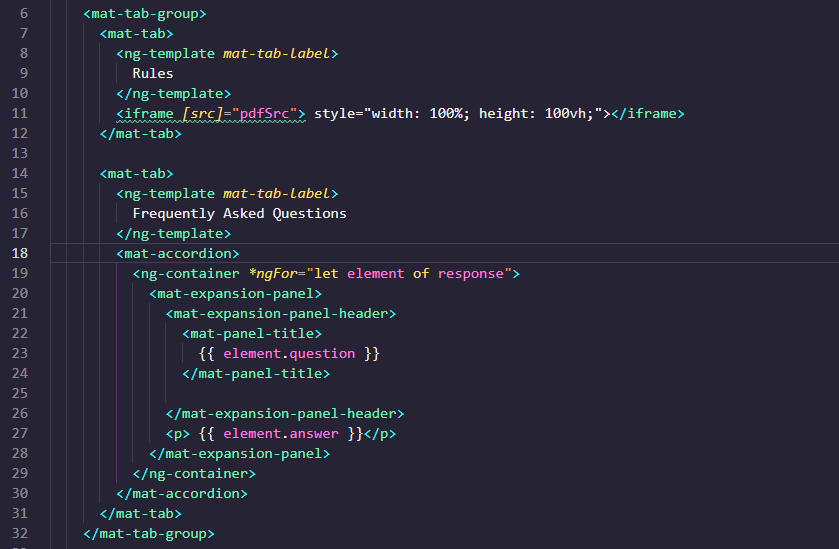 6 <mat-tab-group>
7 <mat-tab>
8 <ng-template mat-tab-label>
9 Rules
10 </ng-template>
11 <iframe [src]="pdfSrc"> style="width: 100%; height: 100vh;"></iframe>
12 </mat-tab>
13
14 <mat-tab>
15 <ng-template mat-tab-label>
16 Frequently Asked Questions
17 </ng-template>
18 <mat-accordion>
19 <ng-container *ngFor="let element of response">
20 <mat-expansion-panel>
21 <mat-expansion-panel-header>
22 <mat-panel-title>
23 {{ element.question }}
24 </mat-panel-title>
25
26 </mat-expansion-panel-header>
27 <p> {{ element.answer }}</p>
28 </mat-expansion-panel>
29 </ng-container>
30 </mat-accordion>
31 </mat-tab>
32 </mat-tab-group>